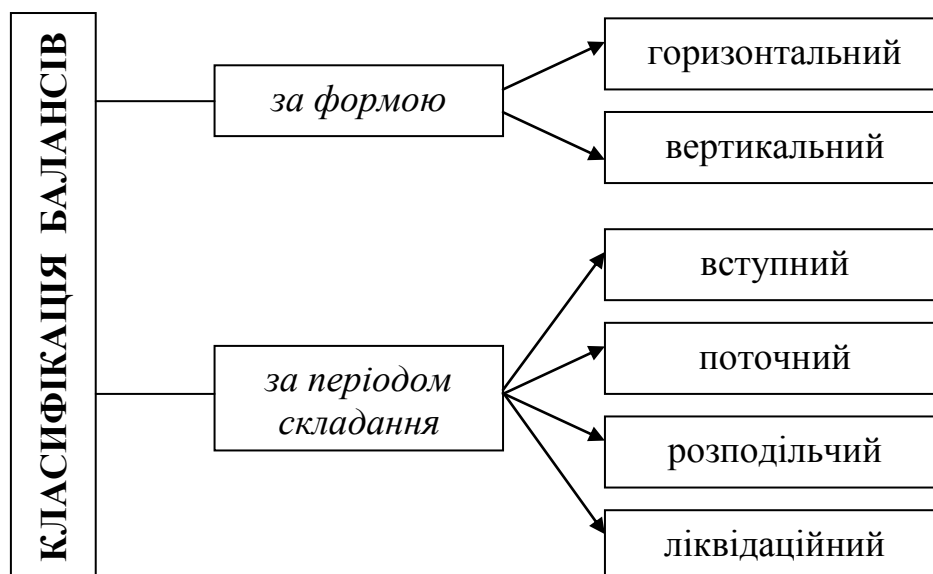 КЛАСИФІКАЦІЯ БАЛАНСІВ
за формою
горизонтальний
вертикальний
за періодом
складання
вступний
поточний
розподільчий
ліквідаційний